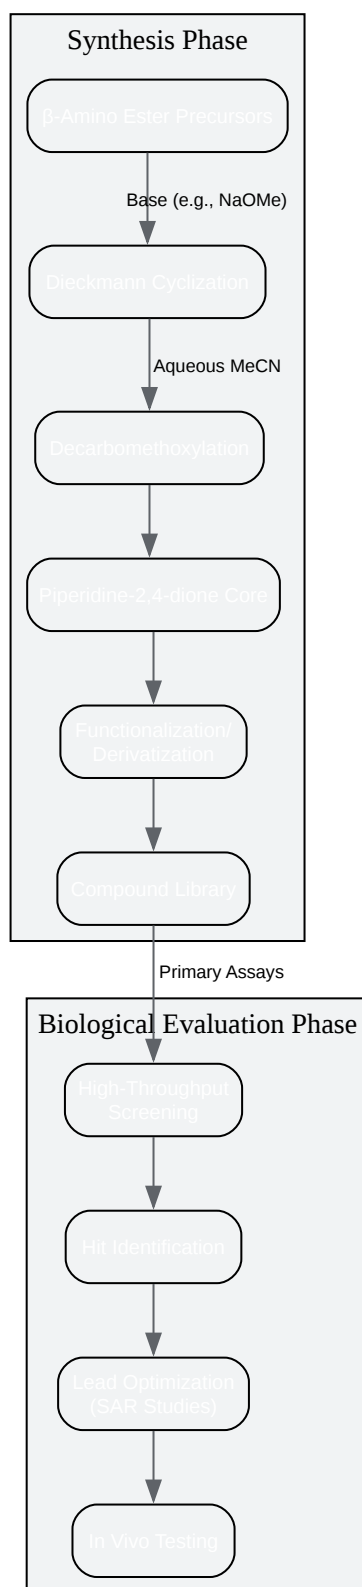 Synthesis Phase
β-Amino Ester Precursors
Base (e.g., NaOMe)
Dieckmann Cyclization
Aqueous MeCN
Decarbomethoxylation
Piperidine-2,4-dione Core
Functionalization/
Derivatization
Compound Library
Primary Assays
Biological Evaluation Phase
High-Throughput
Screening
Hit Identification
Lead Optimization
(SAR Studies)
In Vivo Testing